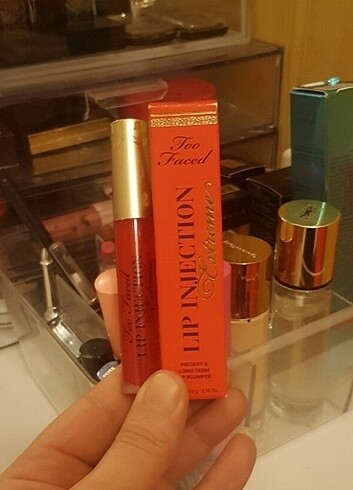 Too
Faced
LIP INJECTION
Extreme
INSTANT &
LONG TERM
LIP PLUMPER
Too Faced
LIP INJECTION